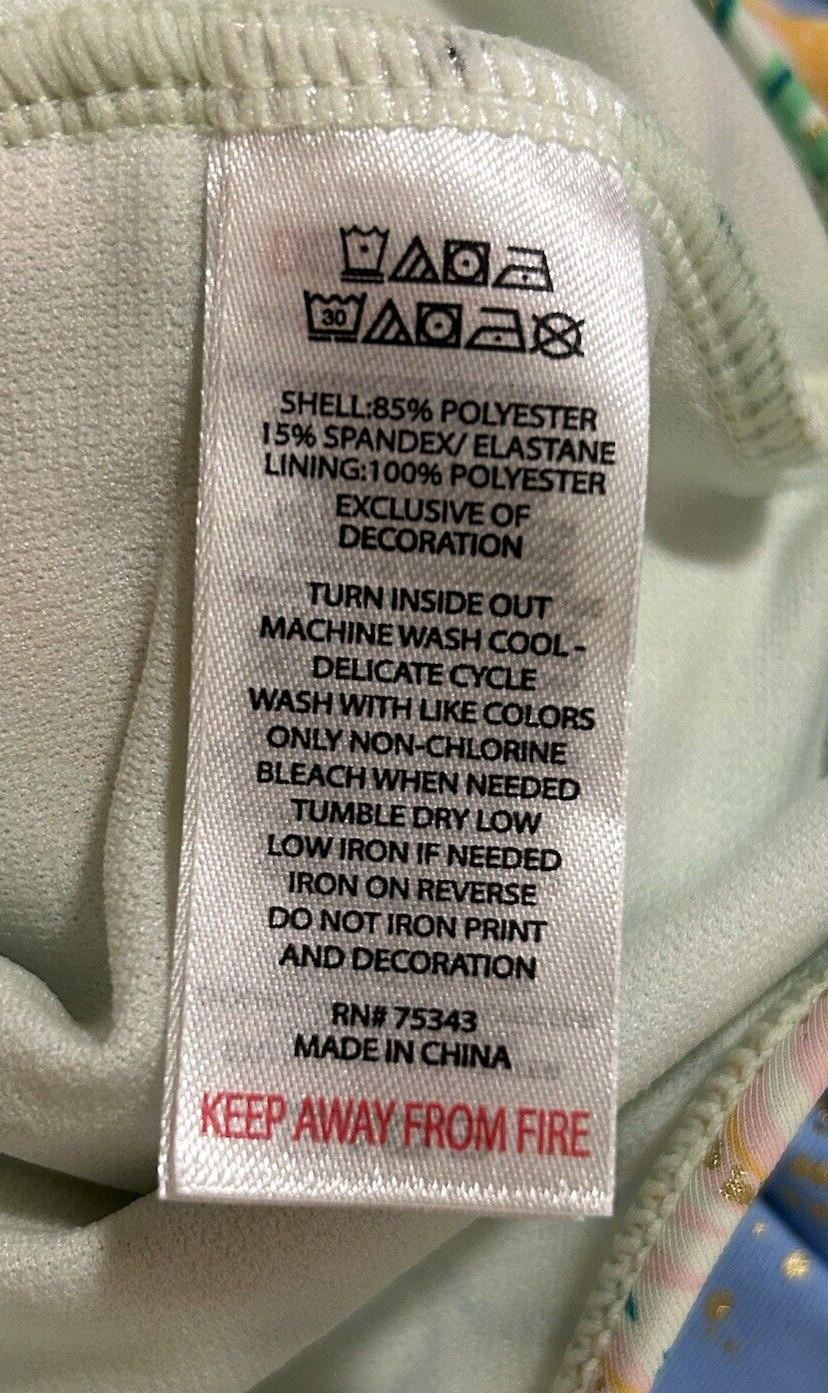 30
SHELL:85% POLYESTER
15% SPANDEX/ ELASTANE
LINING:100% POLYESTER
EXCLUSIVE OF
DECORATION
TURN INSIDE OUT
MACHINE WASH COOL-
DELICATE CYCLE
WASH WITH LIKE COLORS
ONLY NON-CHLORINE
BLEACH WHEN NEEDED
TUMBLE DRY LOW
LOW IRON IF NEEDED
IRON ON REVERSE
DO NOT IRON PRINT
AND DECORATION
RN# 75343
MADE IN CHINA
KEEP AWAY FROM FIRE